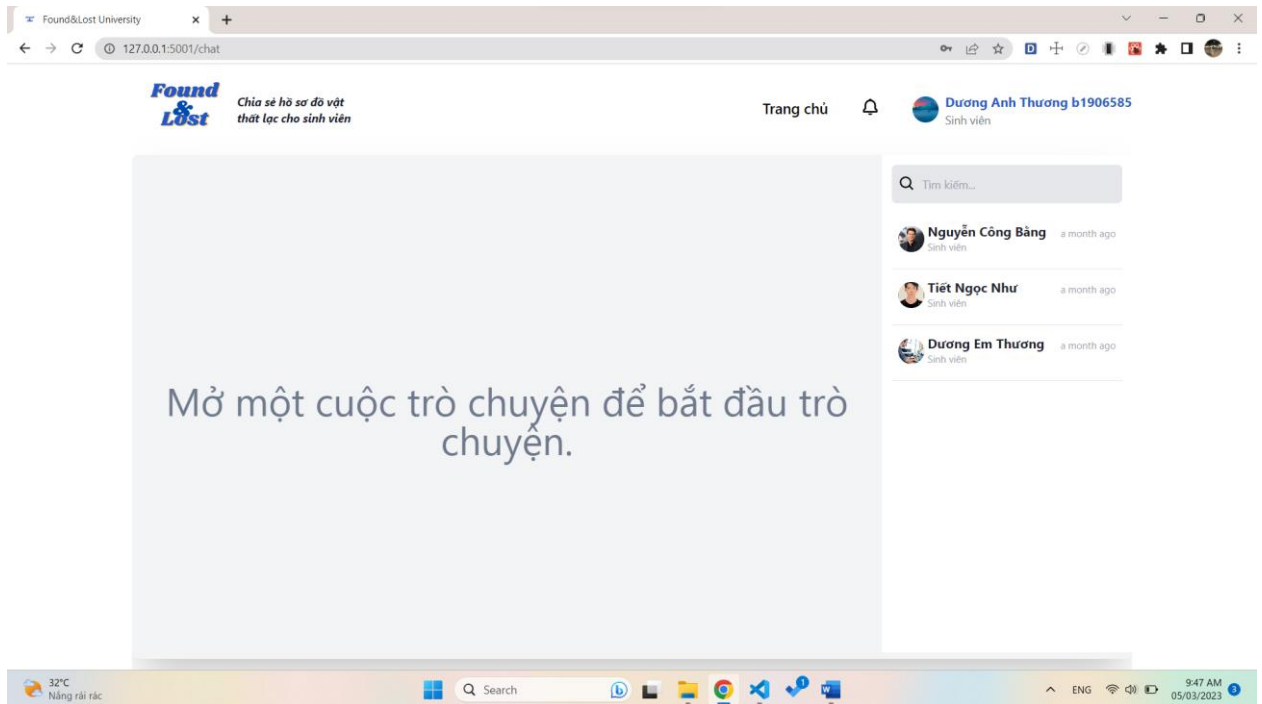 Found&Lost University
127.0.0.1:5001/chat
Found
&
Lost
Chia sẻ hồ sơ đồ vật
thất lạc cho sinh viên
Trang chủ
Dương Anh Thương b1906585
Sinh viên
Tìm kiếm...
Nguyễn Công Bằng a month ago
Sinh viên
Tiết Ngọc Như a month ago
Sinh viên
Dương Em Thương a month ago
Sinh viên
Mở một cuộc trò chuyện để bắt đầu trò
chuyện.
32°C
Nắng rải rác
Search
ENG
9:47 AM
05/03/2023
3